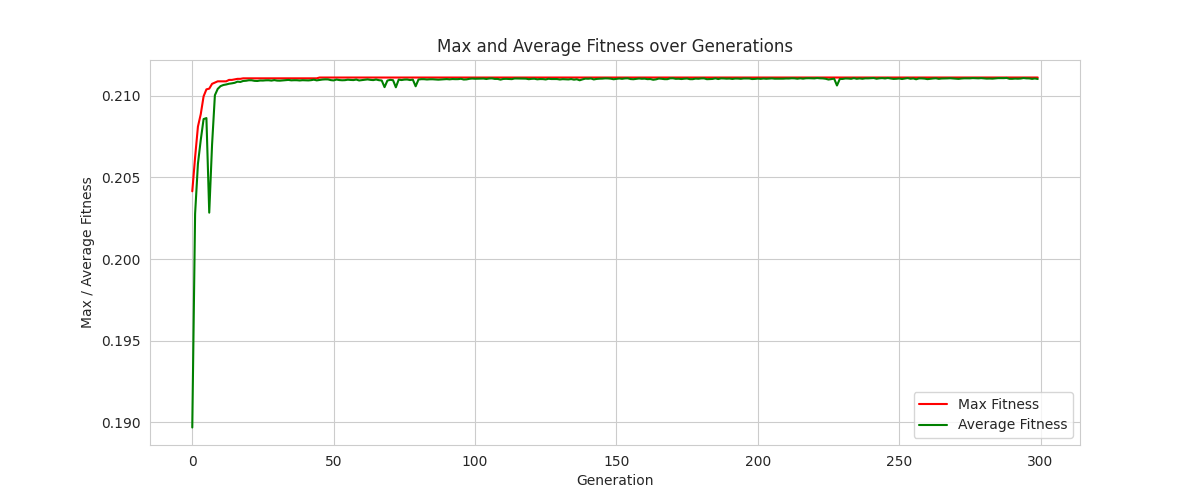 Max and Average Fitness over Generations
Max / Average Fitness
0.210
0.205
0.200
0.195
0.190
0
50
100
150
200
250
300
Generation
Max Fitness
Average Fitness